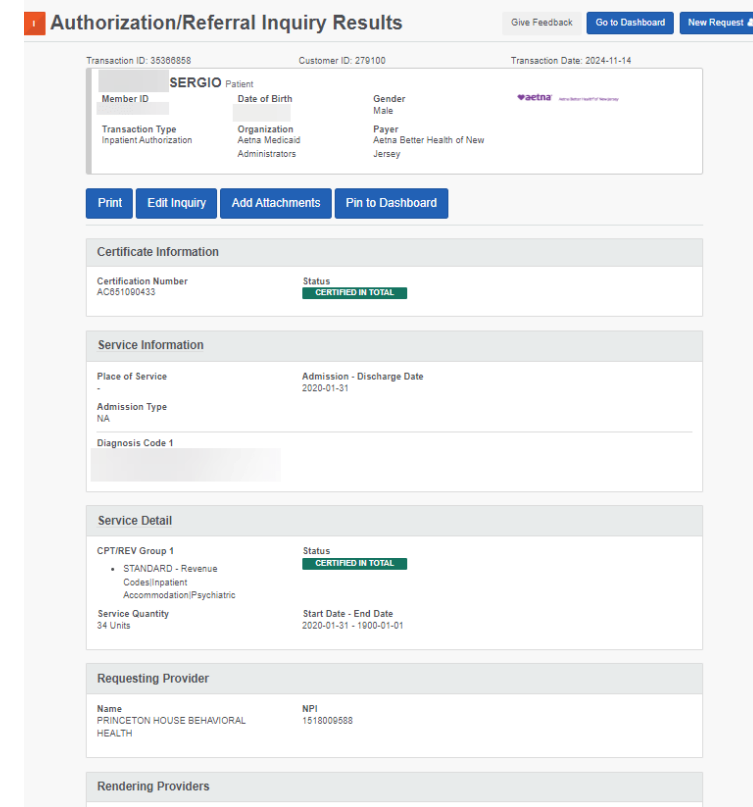 Authorization/Referral Inquiry Results
Give Feedback
Go to Dashboard
New Request
Transaction ID: 35366858
Customer ID: 279100
Transaction Date: 2024-11-14
SERGIO Patient
Member ID
Date of Birth
Gender
Male
aetna
Transaction Type
Inpatient Authorization
Organization
Aetna Medicaid
Administrators
Payer
Aetna Better Health of New
Jersey
Print
Edit Inquiry
Add Attachments
Pin to Dashboard
Certificate Information
Certification Number
AC651090433
Status
CERTIFIED IN TOTAL
Service Information
Place of Service
-
Admission - Discharge Date
2020-01-31
Admission Type
NA
Diagnosis Code 1
Service Detail
CPT/REV Group 1
• STANDARD - Revenue
Codes|Inpatient
Accommodation|Psychiatric
Status
CERTIFIED IN TOTAL
Service Quantity
34 Units
Start Date - End Date
2020-01-31 - 1900-01-01
Requesting Provider
Name
PRINCETON HOUSE BEHAVIORAL
HEALTH
NPI
1518009588
Rendering Providers